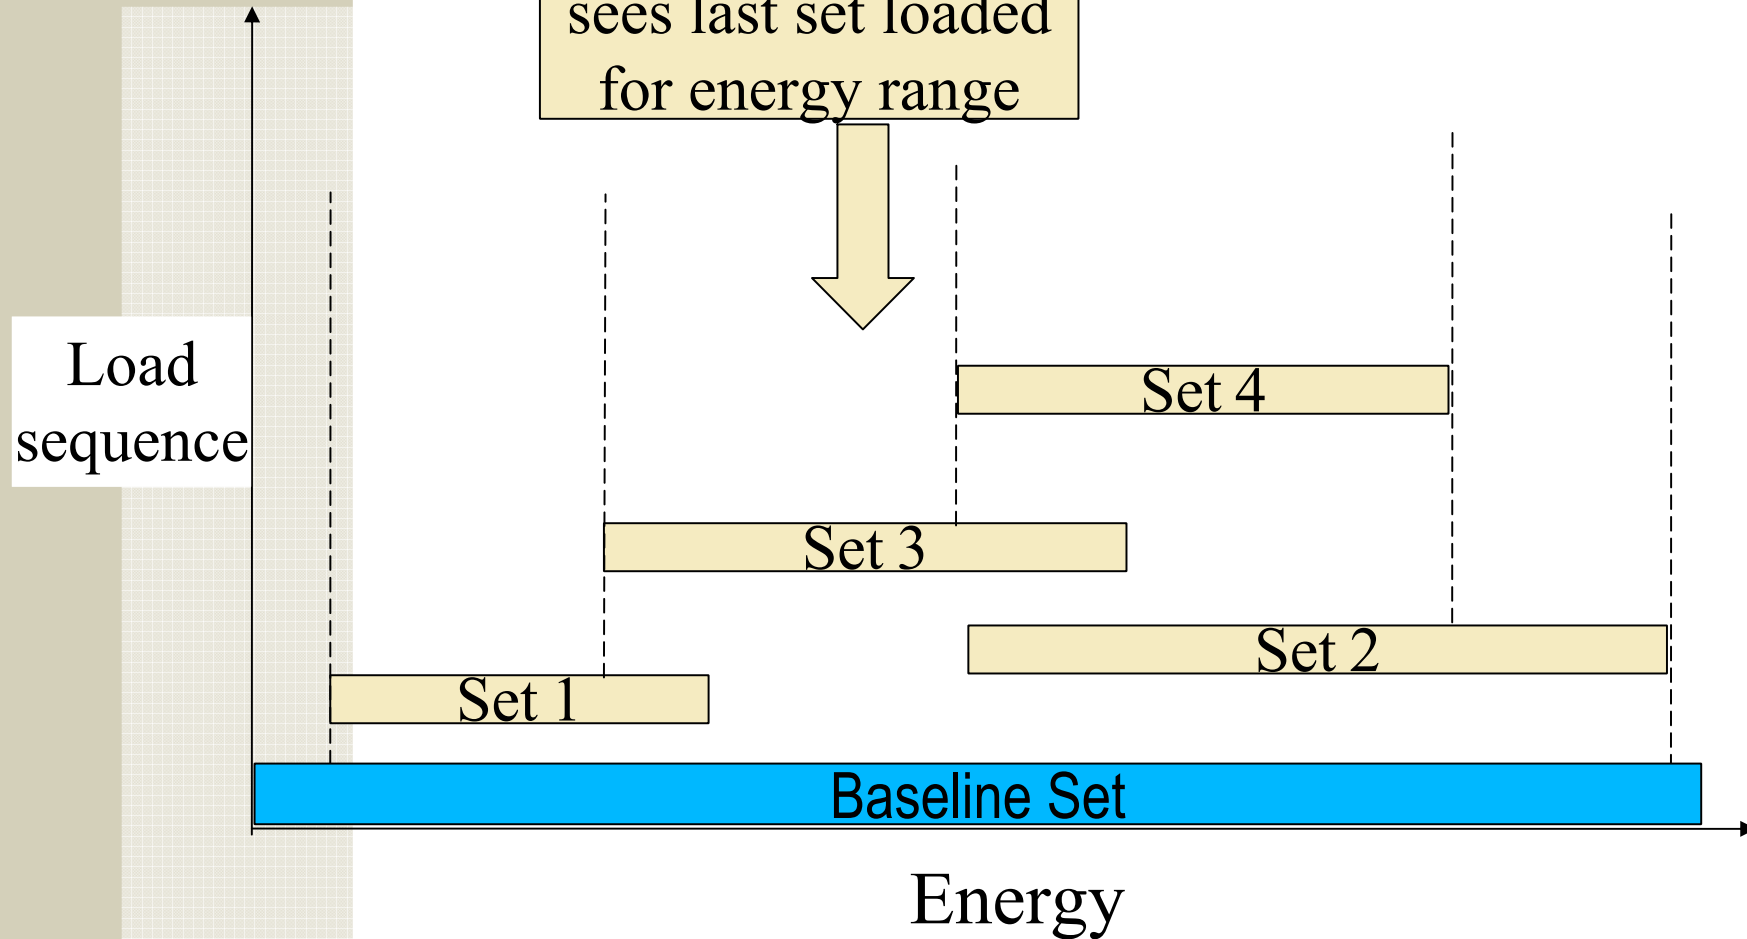 sees last set loaded
for energy range
Load
sequence
Set 4
Set 3
Set 2
Set 1
Baseline Set
Energy